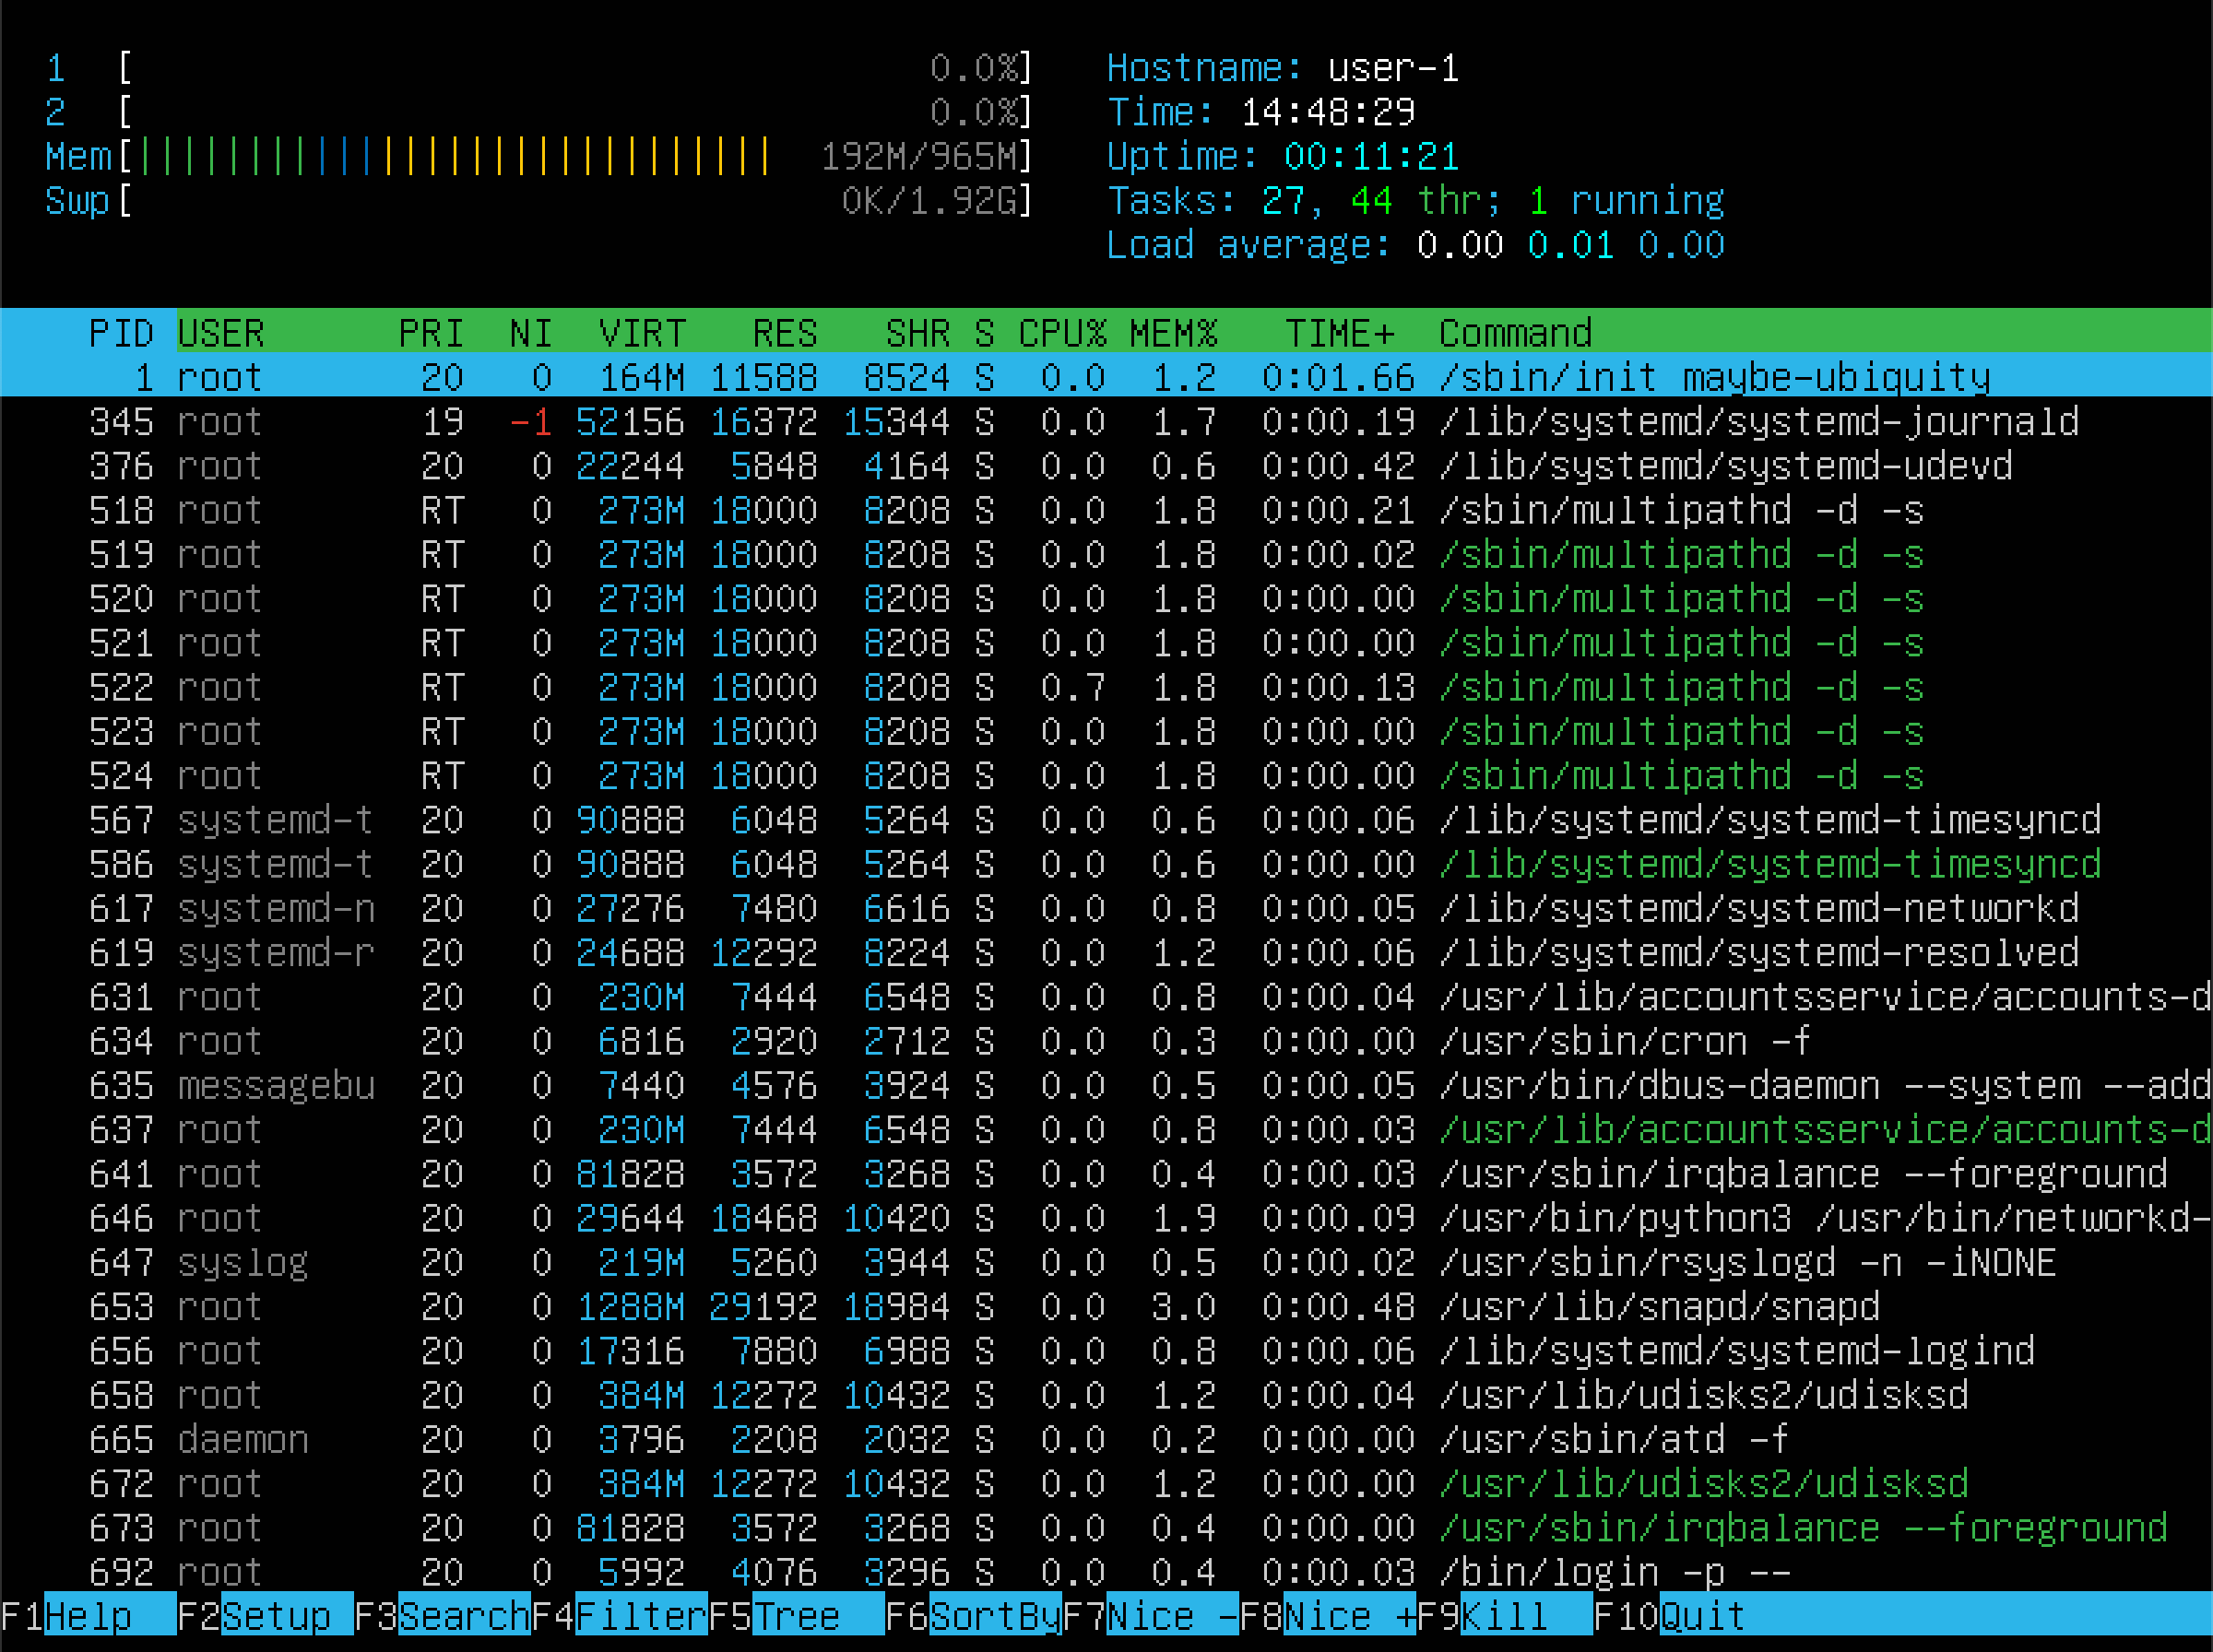 1 [ 0.0%] Hostname: user-1
2 [ 0.0%] Time: 14:48:29
Mem[||||||||||||||||||||||||||||| 192M/965M] Uptime: 00:11:21
Swp[ 0K/1.92G] Tasks: 27, 44 thr; 1 running
Load average: 0.00 0.01 0.00
PID USER PRI NI VIRT RES SHR S CPU% MEM% TIME+ Command
1 root 20 0 164M 11588 8524 S 0.0 1.2 0:01.66 /sbin/init maybe-ubiquity
345 root 19 -1 52156 16372 15344 S 0.0 1.7 0:00.19 /lib/systemd/systemd-journald
376 root 20 0 22244 5848 4164 S 0.0 0.6 0:00.42 /lib/systemd/systemd-udevd
518 root RT 0 273M 18000 8208 S 0.0 1.8 0:00.21 /sbin/multipathd -d -s
519 root RT 0 273M 18000 8208 S 0.0 1.8 0:00.02 /sbin/multipathd -d -s
520 root RT 0 273M 18000 8208 S 0.0 1.8 0:00.00 /sbin/multipathd -d -s
521 root RT 0 273M 18000 8208 S 0.0 1.8 0:00.00 /sbin/multipathd -d -s
522 root RT 0 273M 18000 8208 S 0.7 1.8 0:00.13 /sbin/multipathd -d -s
523 root RT 0 273M 18000 8208 S 0.0 1.8 0:00.00 /sbin/multipathd -d -s
524 root RT 0 273M 18000 8208 S 0.0 1.8 0:00.00 /sbin/multipathd -d -s
567 systemd-t 20 0 90888 6048 5264 S 0.0 0.6 0:00.06 /lib/systemd/systemd-timesyncd
586 systemd-t 20 0 90888 6048 5264 S 0.0 0.6 0:00.00 /lib/systemd/systemd-timesyncd
617 systemd-n 20 0 27276 7480 6616 S 0.0 0.8 0:00.05 /lib/systemd/systemd-networkd
619 systemd-r 20 0 24688 12292 8224 S 0.0 1.2 0:00.06 /lib/systemd/systemd-resolved
631 root 20 0 230M 7444 6548 S 0.0 0.8 0:00.04 /usr/lib/accountsservice/accounts-d
634 root 20 0 6816 2920 2712 S 0.0 0.3 0:00.00 /usr/sbin/cron -f
635 messagebu 20 0 7440 4576 3924 S 0.0 0.5 0:00.05 /usr/bin/dbus-daemon --system --add
637 root 20 0 230M 7444 6548 S 0.0 0.8 0:00.03 /usr/lib/accountsservice/accounts-d
641 root 20 0 81828 3572 3268 S 0.0 0.4 0:00.03 /usr/sbin/irqbalance --foreground
646 root 20 0 29644 18468 10420 S 0.0 1.9 0:00.09 /usr/bin/python3 /usr/bin/networkd-
647 syslog 20 0 219M 5260 3944 S 0.0 0.5 0:00.02 /usr/sbin/rsyslogd -n -iNONE
653 root 20 0 1288M 29192 18984 S 0.0 3.0 0:00.48 /usr/lib/snapd/snapd
656 root 20 0 17316 7880 6988 S 0.0 0.8 0:00.06 /lib/systemd/systemd-logind
658 root 20 0 384M 12272 10432 S 0.0 1.2 0:00.04 /usr/lib/udisks2/udisksd
665 daemon 20 0 3796 2208 2032 S 0.0 0.2 0:00.00 /usr/sbin/atd -f
672 root 20 0 384M 12272 10432 S 0.0 1.2 0:00.00 /usr/lib/udisks2/udisksd
673 root 20 0 81828 3572 3268 S 0.0 0.4 0:00.00 /usr/sbin/irqbalance --foreground
692 root 20 0 5992 4076 3296 S 0.0 0.4 0:00.03 /bin/login -p --
F1Help F2Setup F3SearchF4FilterF5Tree F6SortByF7Nice -F8Nice +F9Kill F10Quit